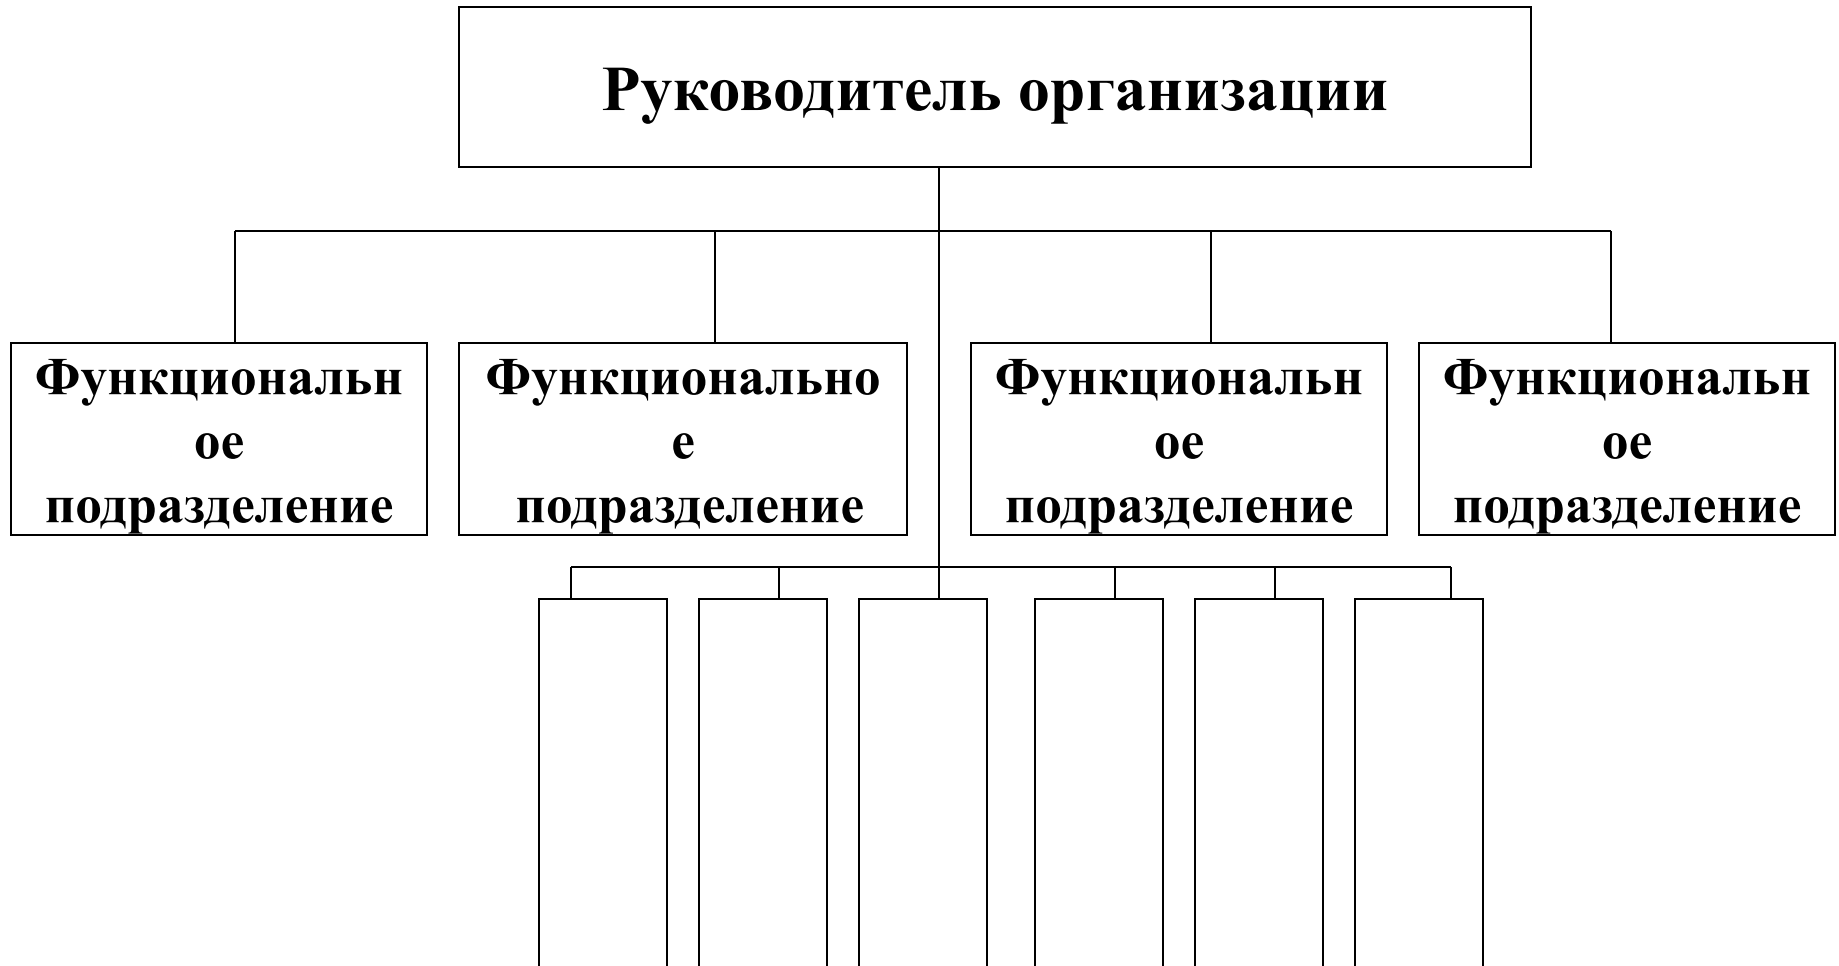 Руководитель организации
Функциональн
ое
подразделение
Функционально
е
подразделение
Функциональн
ое
подразделение
Функциональн
ое
подразделение